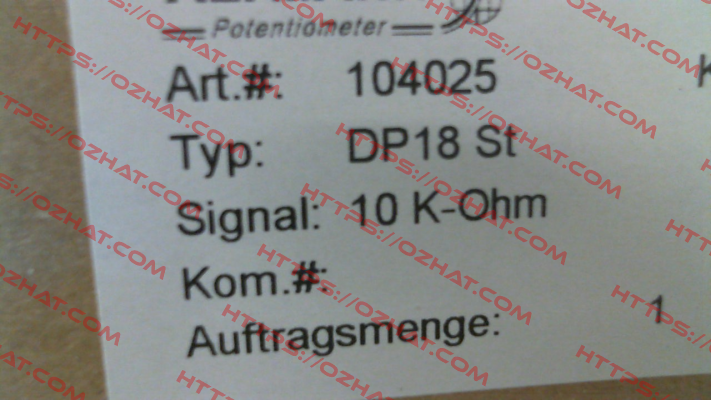 Potentiometer
Art.#: 104025
Typ: DP18 St
Signal: 10 K-Ohm
Kom.#:
Auftragsmenge: 1
HTTPS://OZHAT.COM